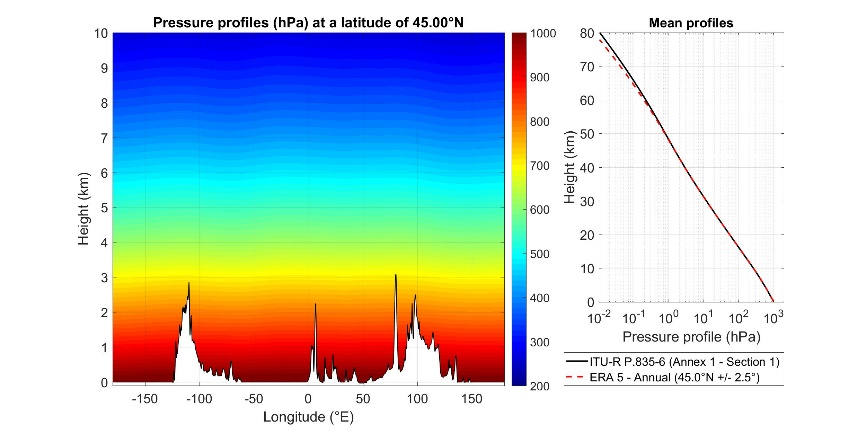 Pressure profiles (hPa) at a latitude of 45.00°N
10
9
8
7
6
5
4
3
2
1
0
Height (km)
-150 -100 -50 0 50 100 150
Longitude (°E)
1000
900
800
700
600
500
400
300
200
Mean profiles
80
70
60
50
40
30
20
10
0
Height (km)
10-2 10-1 100 101 102 103
Pressure profile (hPa)
ITU-R P.835-6 (Annex 1 - Section 1)
ERA 5 - Annual (45.0°N +/- 2.5°)